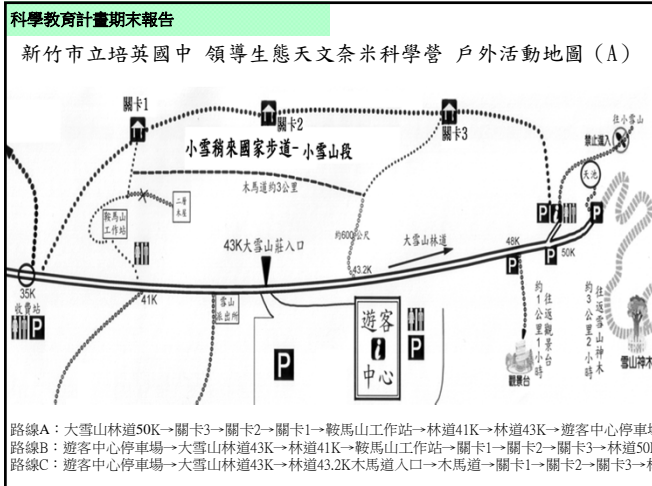 科學教育計畫期末報告
新竹市立培英國中 領導生態天文奈米科學營 戶外活動地圖（A）
關卡1
關卡2
關卡3
往小雪山
禁止進入
天池
小雪稍來國家步道-小雪山段
木馬道約3公里
二層
木屋
鞍馬山
工作站
約600公尺
43K大雪山莊入口
大雪山林道
48K
50K
43.2K
35K
收費站
41K
雪山
派出所
遊客
i
中心
P
往返觀景台
約1公里1小時
觀景台
往返雪山神木
約3公里2小時
雪山神木
路線A：大雪山林道50K→關卡3→關卡2→關卡1→鞍馬山工作站→林道41K→林道43K→遊客中心停車場
路線B：遊客中心停車場→大雪山林道43K→林道41K→鞍馬山工作站→關卡1→關卡2→關卡3→林道50K
路線C：遊客中心停車場→大雪山林道43K→林道43.2K木馬道入口→木馬道→關卡1→關卡2→關卡3→林